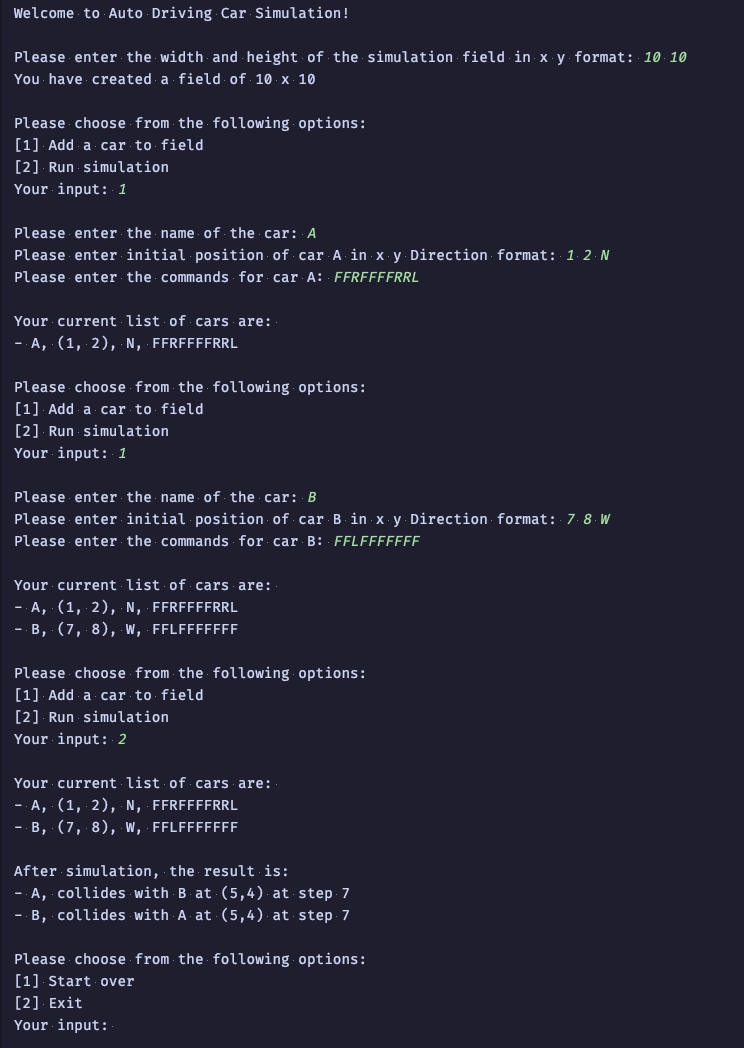 Welcome to Auto Driving Car Simulation!
Please enter the width and height of the simulation field in x y format: 10 10
You have created a field of 10 x 10
Please choose from the following options:
[1] Add a car to field
[2] Run simulation
Your input: 1
Please enter the name of the car: A
Please enter initial position of car A in x y Direction format: 1 2 N
Please enter the commands for car A: FFRFFFFRRL
Your current list of cars are:
- A, (1, 2), N, FFRFFFFRRL
Please choose from the following options:
[1] Add a car to field
[2] Run simulation
Your input: 1
Please enter the name of the car: B
Please enter initial position of car B in x y Direction format: 7 8 W
Please enter the commands for car B: FFLFFFFFFF
Your current list of cars are:
- A, (1, 2), N, FFRFFFFRRL
- B, (7, 8), W, FFLFFFFFFF
Please choose from the following options:
[1] Add a car to field
[2] Run simulation
Your input: 2
Your current list of cars are:
- A, (1, 2), N, FFRFFFFRRL
- B, (7, 8), W, FFLFFFFFFF
After simulation, the result is:
- A, collides with B at (5,4) at step 7
- B, collides with A at (5,4) at step 7
Please choose from the following options:
[1] Start over
[2] Exit
Your input: